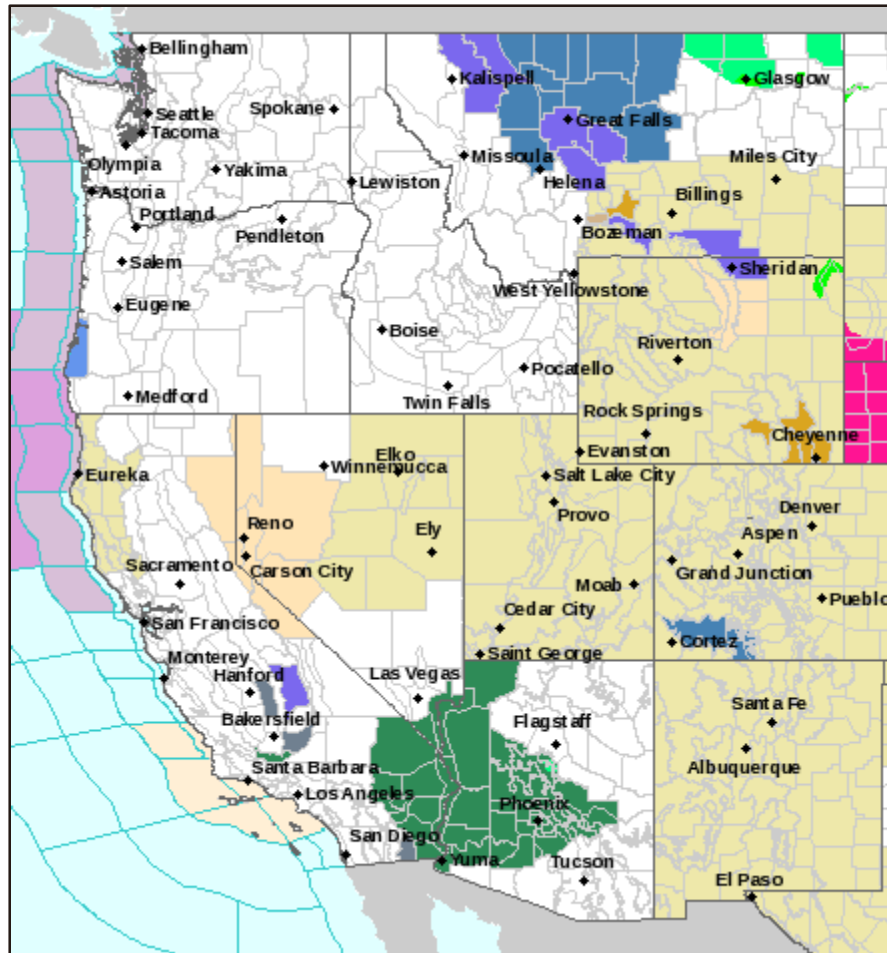 Bellingham
Kalispell
Glasgow
Seattle
Spokane
Great Falls
Tacoma
Olympia
Missoula
Miles City
Yakima
Helena
Lewiston
Astoria
Billings
Portland
Pendleton
Bozeman
Salem
Sheridan
West Yellowstone
Eugene
Boise
Riverton
Pocatello
Medford
Twin Falls
Rock Springs
Cheyenne
Elko
Evanston
Winnemucca
Eureka
Salt Lake City
Provo
Denver
Reno
Ely
Aspen
Sacramento
Carson City
Grand Junction
Moab
Pueblo
Cedar City
San Francisco
Cortez
Saint George
Monterey
Hanford
Las Vegas
Bakersfield
Flagstaff
Santa Fe
Albuquerque
Santa Barbara
Los Angeles
Phoenix
San Diego
Yuma
Tucson
El Paso